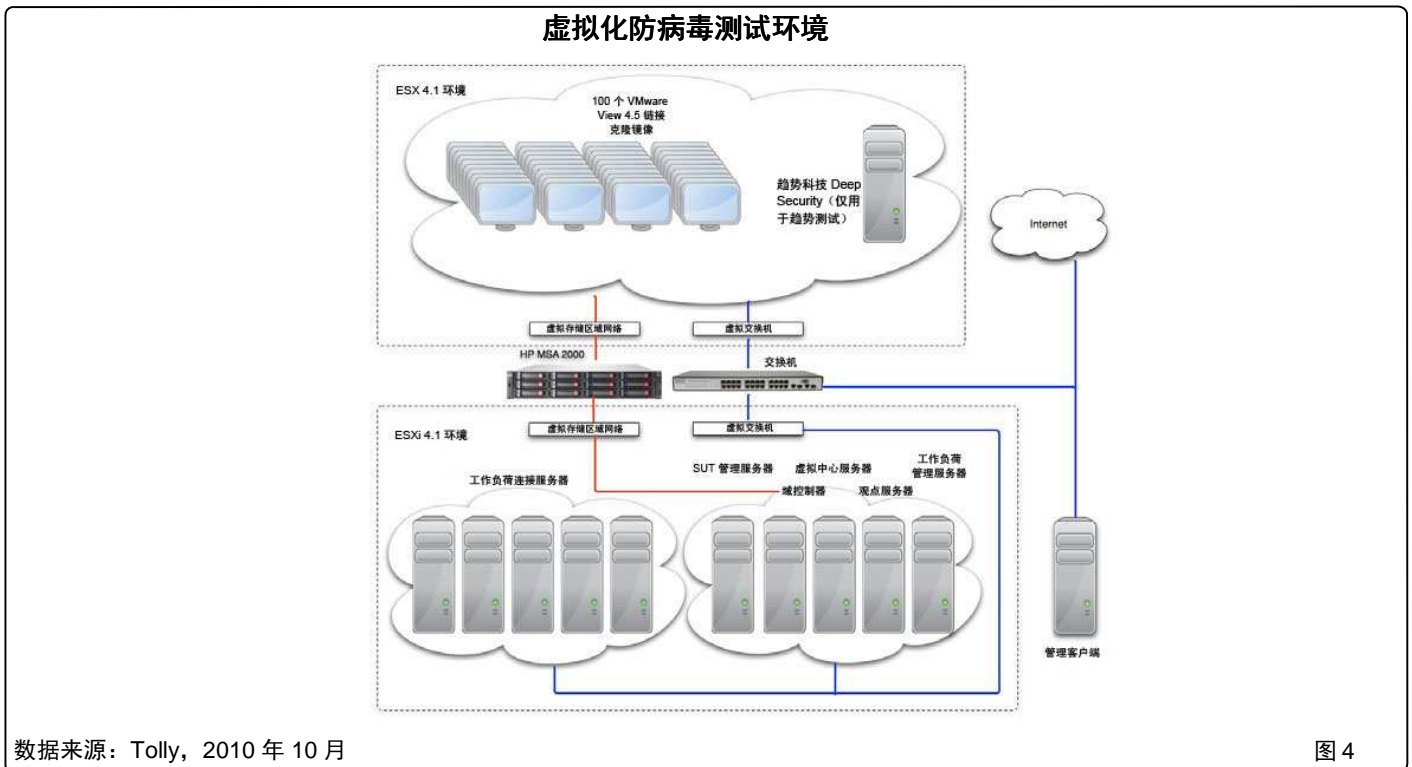 虚拟化防病毒测试环境
ESX 4.1 环境
100 个 VMware
View 4.5 链接
克隆镜像
趋势科技 Deep
Security（仅用
于趋势测试）
Internet
虚拟存储区域网络
虚拟交换机
HP MSA 2000
交换机
ESXi 4.1 环境
虚拟存储区域网络
虚拟交换机
工作负荷连接服务器
SUT 管理服务器
虚拟中心服务器
工作负荷
管理服务器
域控制器
观点服务器
管理客户端
数据来源：Tolly，2010 年 10 月
图 4